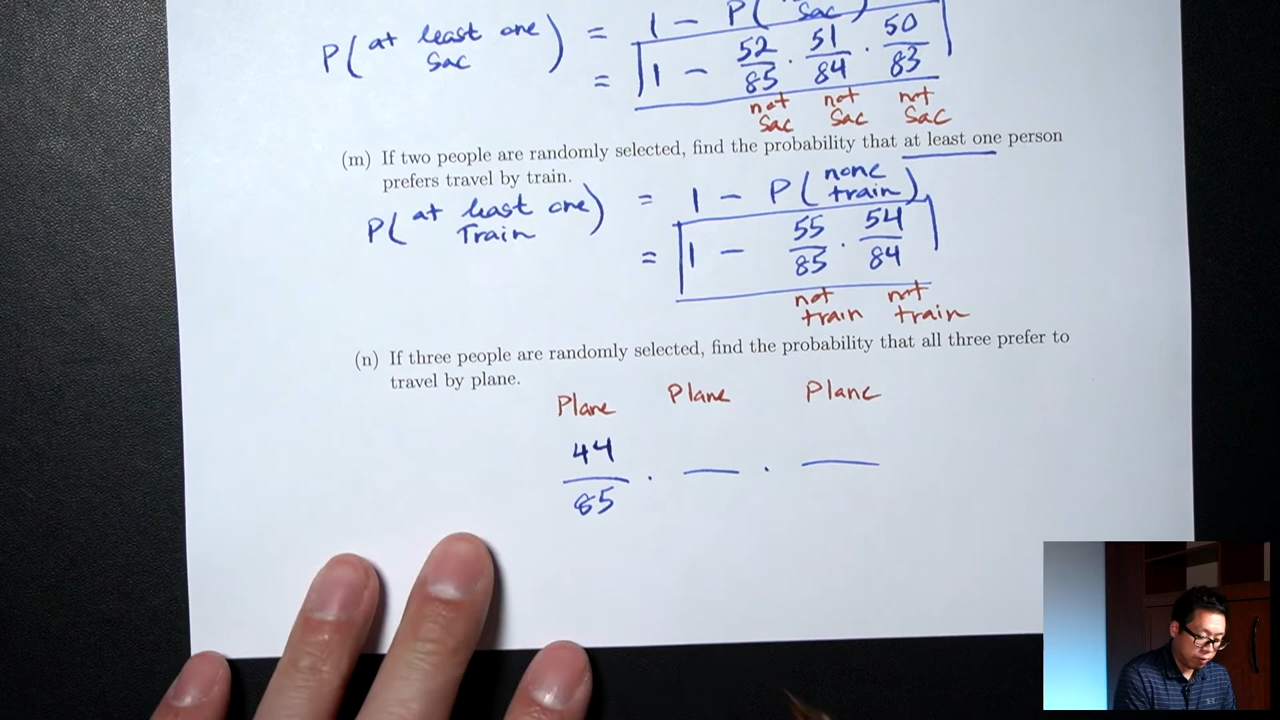 P( at least one Sac ) = 1 - P( Sac )
= 1 - 52/85 · 51/84 · 50/83
not Sac not Sac not Sac
(m) If two people are randomly selected, find the probability that at least one person
prefers travel by train.
P( at least one Train ) = 1 - P( none train )
= 1 - 55/85 · 54/84
not train not train
(n) If three people are randomly selected, find the probability that all three prefer to
travel by plane.
Plane Plane Plane
44/85 · __ · __